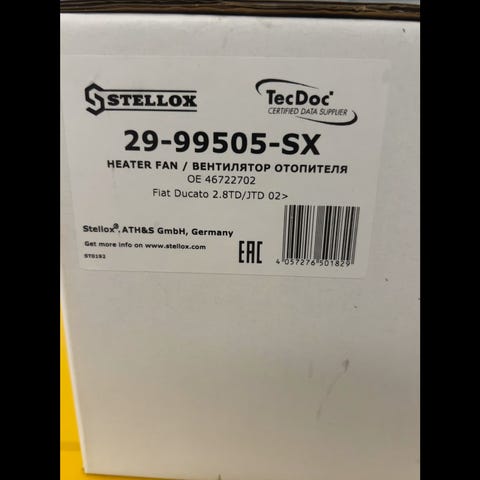 STELLOX
TecDoc
CERTIFIED DATA SUPPLIER
29-99505-SX
HEATER FAN / ВЕНТИЛЯТОР ОТОПИТЕЛЯ
OE 46722702
Fiat Ducato 2.8TD/JTD 02>
Stellox®, ATH&S GmbH, Germany
Get more info on www.stellox.com
ST0192
EAC
4 057276 501829